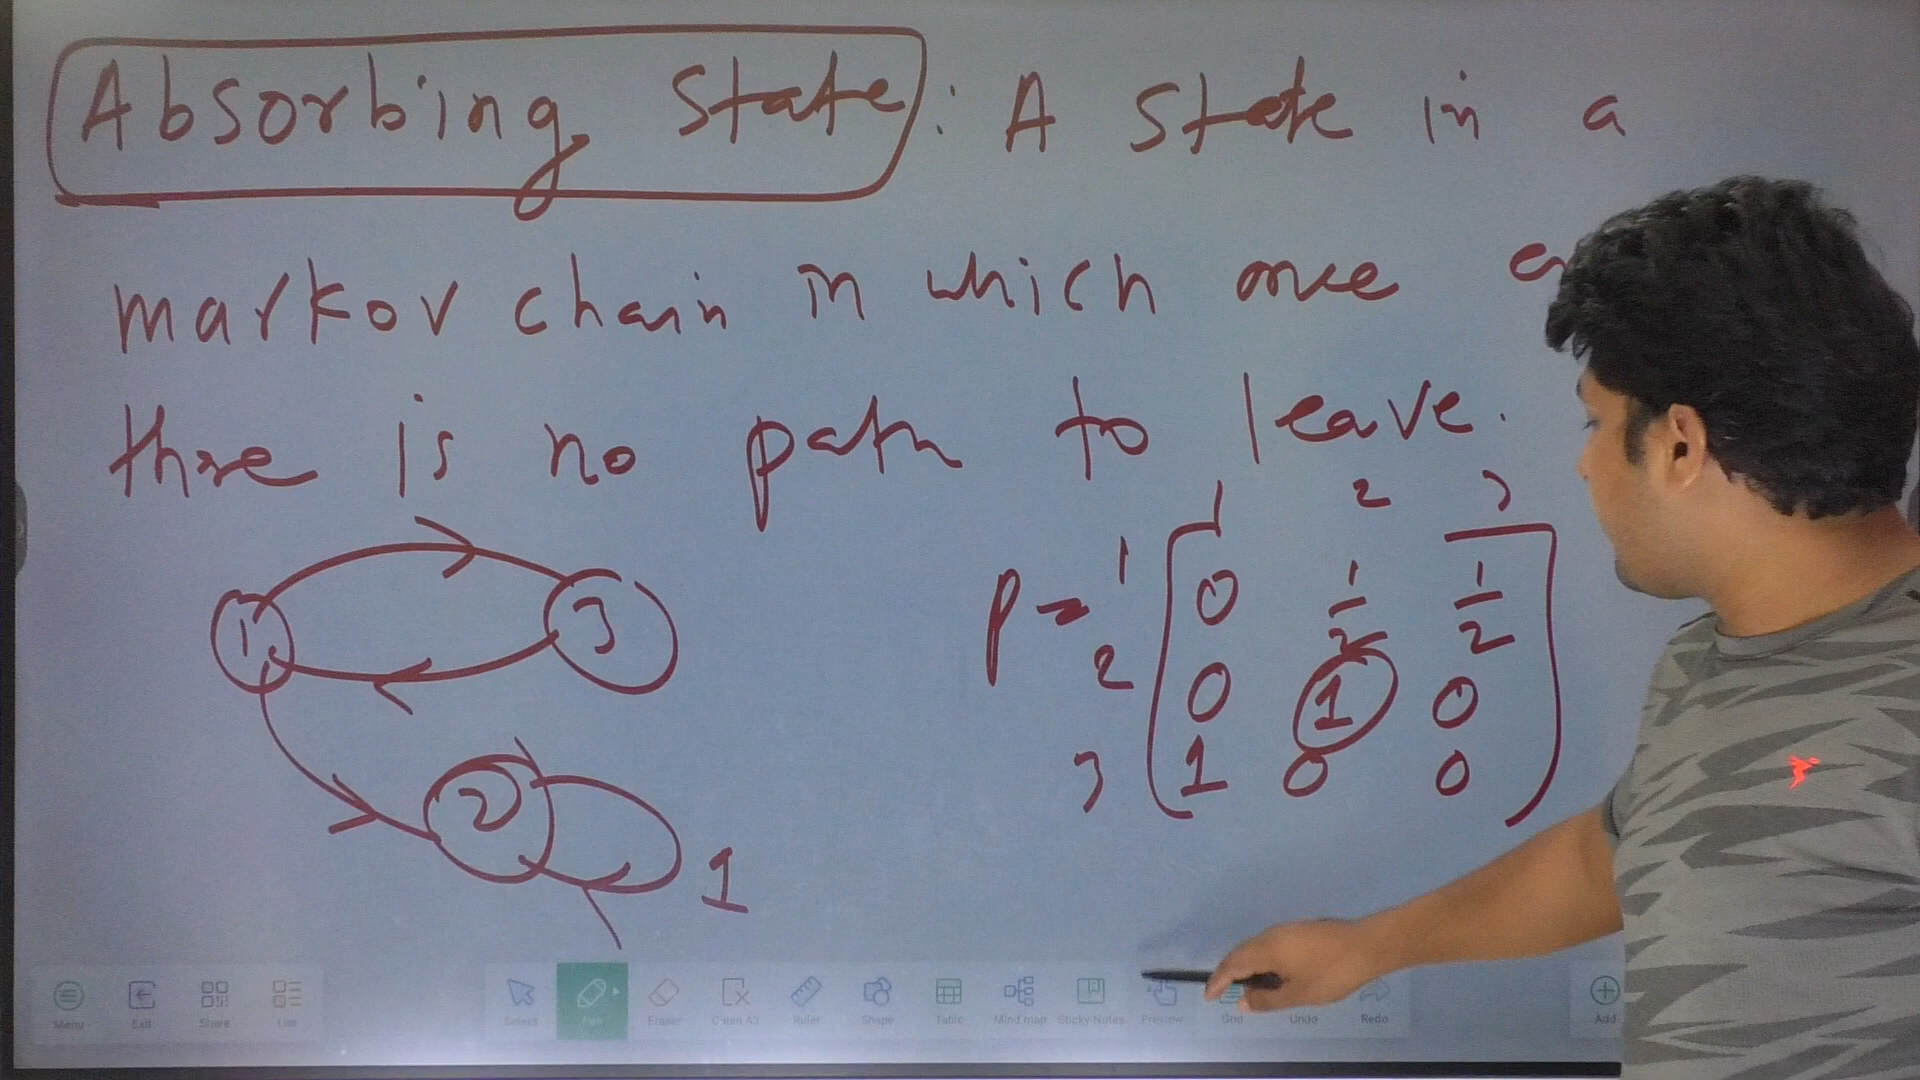 Absorbing State : A State in a
markov chain in which once
there is no path to leave.
1 2 3
P = 1 0 1/2 1/2
2 0 1 0
3 1 0 0
1 3
2 1
Menu Exit Share List Select Pen Eraser Clean All Ruler Shape Table Mind map Sticky Notes Preview Grid Undo Redo Add